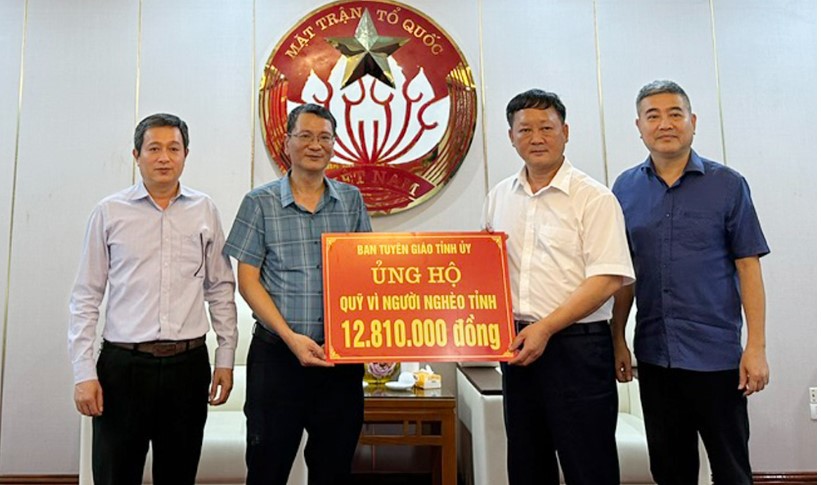 MẶT TRẬN TỔ QUỐC
VIỆT NAM
BAN TUYÊN GIÁO TỈNH ỦY
ỦNG HỘ
QUỸ VÌ NGƯỜI NGHÈO TỈNH
12.810.000 đồng